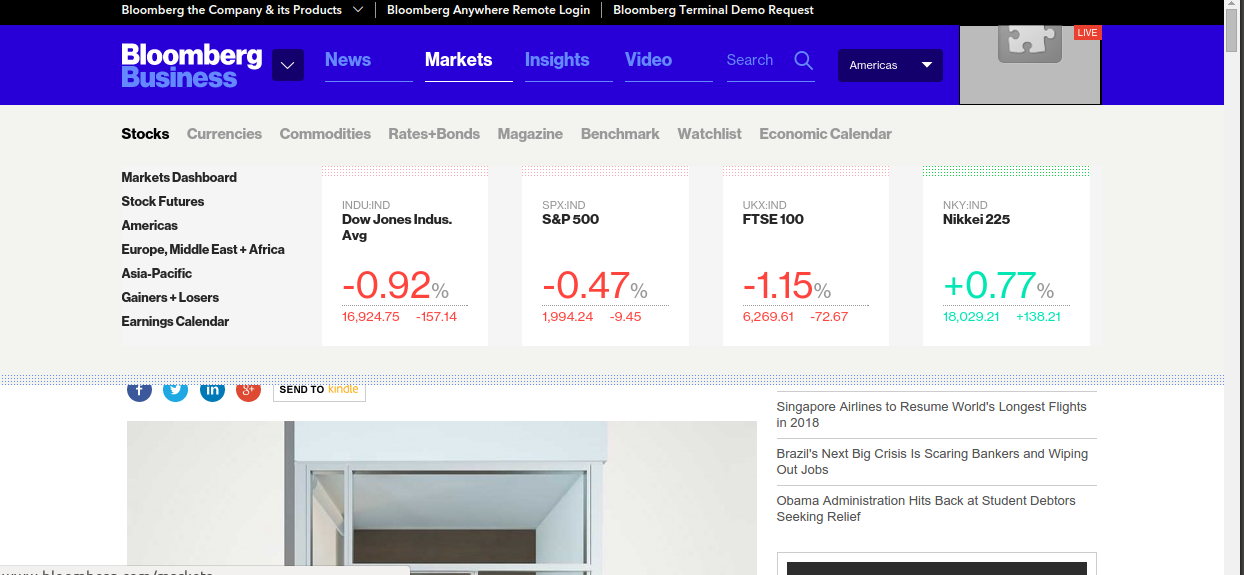 Bloomberg the Company & its Products
Bloomberg Anywhere Remote Login
Bloomberg Terminal Demo Request
Bloomberg
Business
News
Markets
Insights
Video
Search
Americas
LIVE
Stocks
Currencies
Commodities
Rates+Bonds
Magazine
Benchmark
Watchlist
Economic Calendar
Markets Dashboard
Stock Futures
Americas
Europe, Middle East + Africa
Asia-Pacific
Gainers + Losers
Earnings Calendar
INDU:IND
Dow Jones Indus.
Avg
-0.92%
16,924.75 -157.14
SPX:IND
S&P 500
-0.47%
1,994.24 -9.45
UKX:IND
FTSE 100
-1.15%
6,269.61 -72.67
NKY:IND
Nikkei 225
+0.77%
18,029.21 +138.21
f
in
g+
SEND TO kindle
Singapore Airlines to Resume World's Longest Flights
in 2018
Brazil's Next Big Crisis Is Scaring Bankers and Wiping
Out Jobs
Obama Administration Hits Back at Student Debtors
Seeking Relief